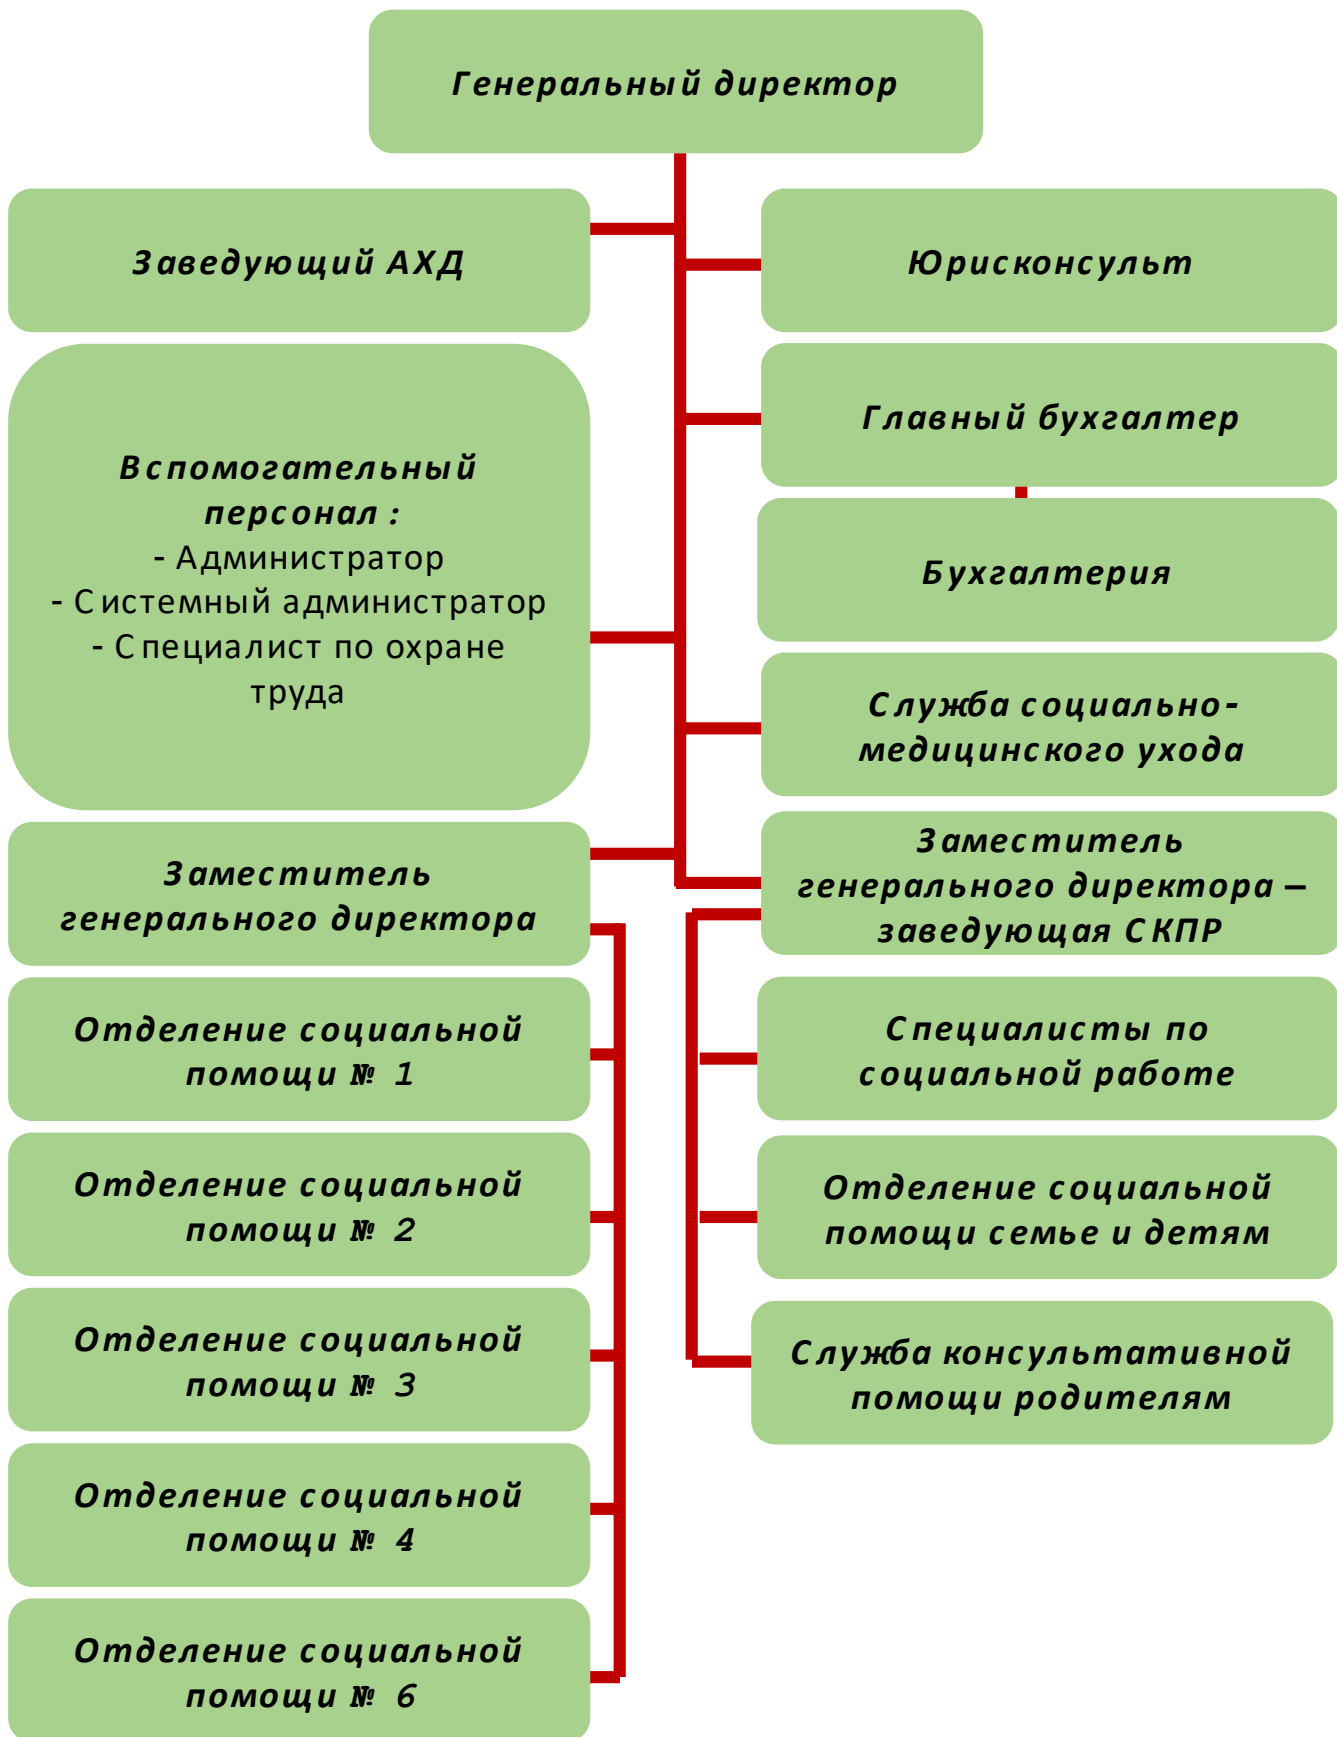 Генеральный директор
Заведующий АХД
Юрисконсульт
Вспомогательный
персонал :
- Администратор
- Системный администратор
- Специалист по охране
труда
Главный бухгалтер
Бухгалтерия
Служба социально-
медицинского ухода
Заместитель
генерального директора
Заместитель
генерального директора –
заведующая СКПР
Отделение социальной
помощи № 1
Специалисты по
социальной работе
Отделение социальной
помощи № 2
Отделение социальной
помощи семье и детям
Отделение социальной
помощи № 3
Служба консультативной
помощи родителям
Отделение социальной
помощи № 4
Отделение социальной
помощи № 6